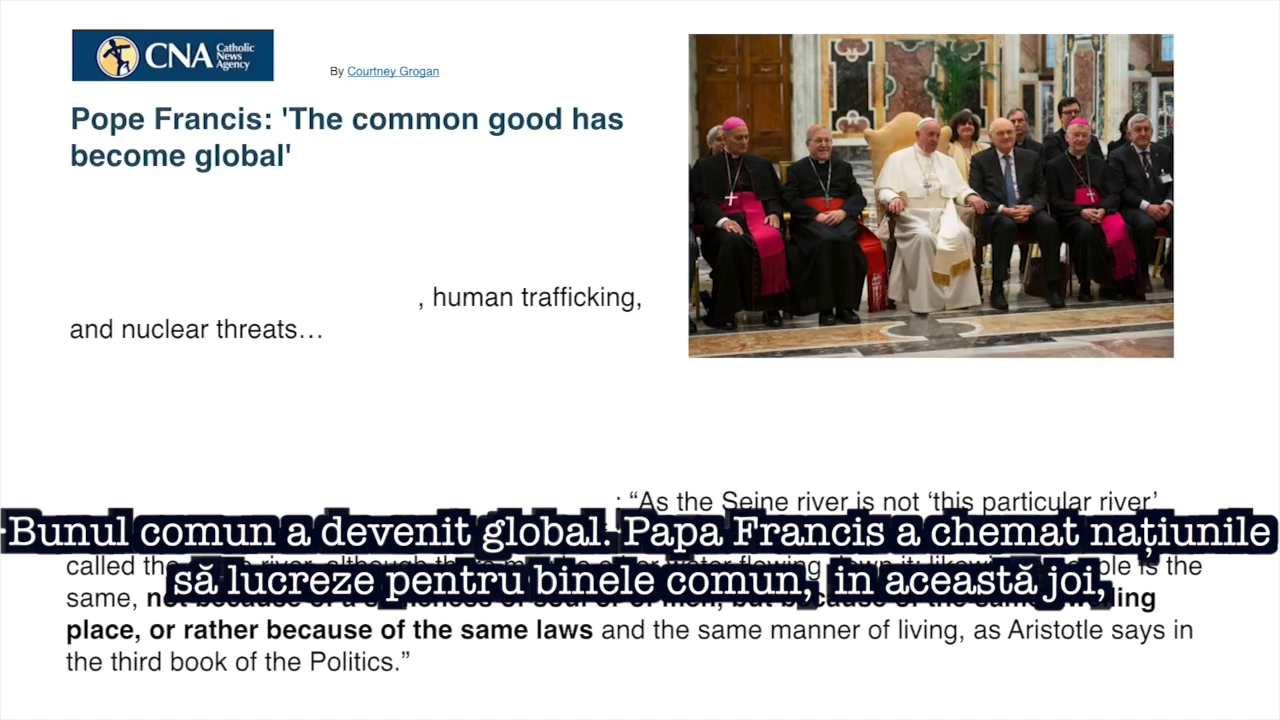 CNA Catholic
News
Agency
By Courtney Grogan
Pope Francis: 'The common good has
become global'
, human trafficking,
and nuclear threats…
: “As the Seine river is not ‘this particular river’
Bunul comun a devenit global. Papa Francis a chemat națiunile
called the
ble is the
să lucreze pentru binele comun, in această joi,
same,
place, or rather because of the same laws and the same manner of living, as Aristotle says in
the third book of the Politics.”